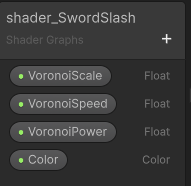 shader_SwordSlash
Shader Graphs
+
VoronoiScale Float
VoronoiSpeed Float
VoronoiPower Float
Color Color